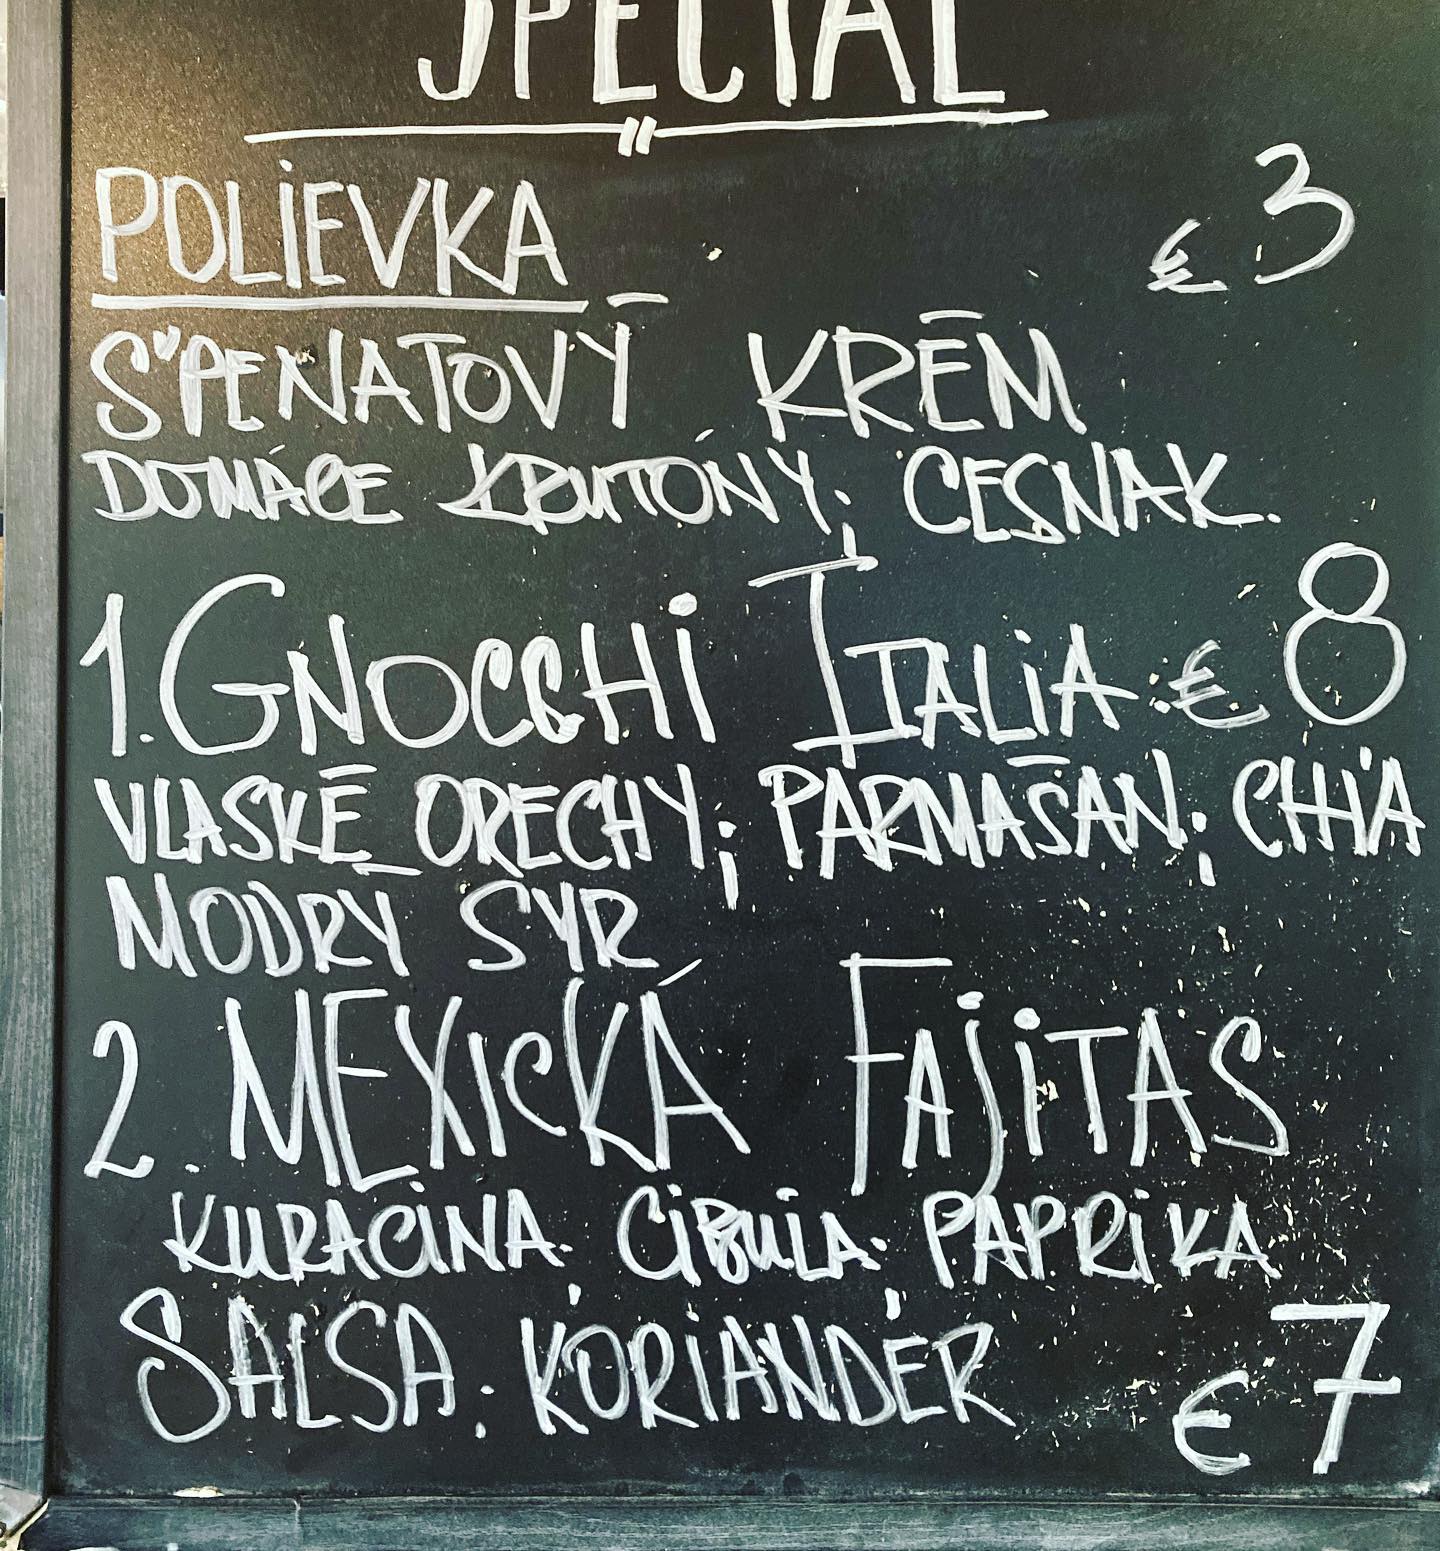 SPECIAL
POLIEVKA €3
ŠPENATOVÝ KRÉM
DOMÁCE KRUTÓNY; CESNAK.
1. GNOCCHI ITALIA €8
VLASKÉ ORECHY; PARMAŠAN; CHIA
MODRÝ SYR
2. MEXICKÁ FAJITAS
KURACINA. CIBULA. PAPRIKA
SALSA. KORIANDER €7